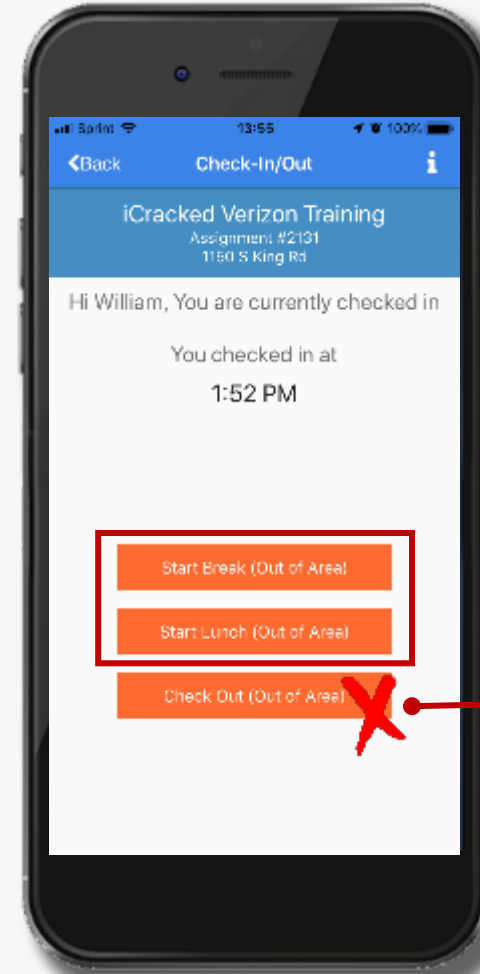 Sprint 13:55 100%
Back Check-In/Out i
iCracked Verizon Training
Assignment #2131
1150 S King Rd
Hi William, You are currently checked in
You checked in at
1:52 PM
Start Break (Out of Area)
Start Lunch (Out of Area)
Check Out (Out of Area)